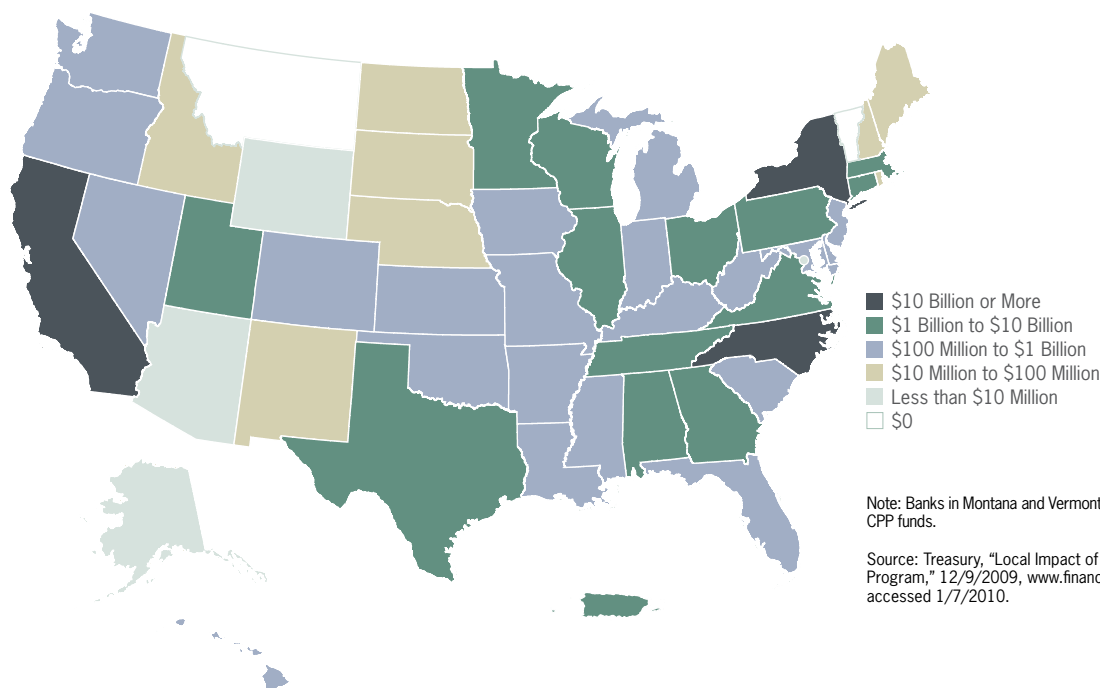 $10 Billion or More
$1 Billion to $10 Billion
$100 Million to $1 Billion
$10 Million to $100 Million
Less than $10 Million
$0
Note: Banks in Montana and Vermont
CPP funds.
Source: Treasury, “Local Impact of
Program,” 12/9/2009, www.financ
accessed 1/7/2010.